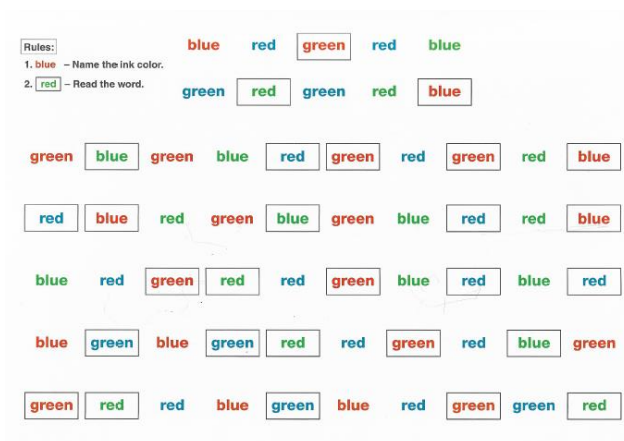 Rules:
1. blue – Name the ink color.
2. red – Read the word.
blue red green red blue
green red green red blue
green blue green blue red green red green red blue
red blue red green blue green blue red red blue
blue red green red red green blue red blue red
blue green blue green red red green red blue green
green red red blue green blue red green green red